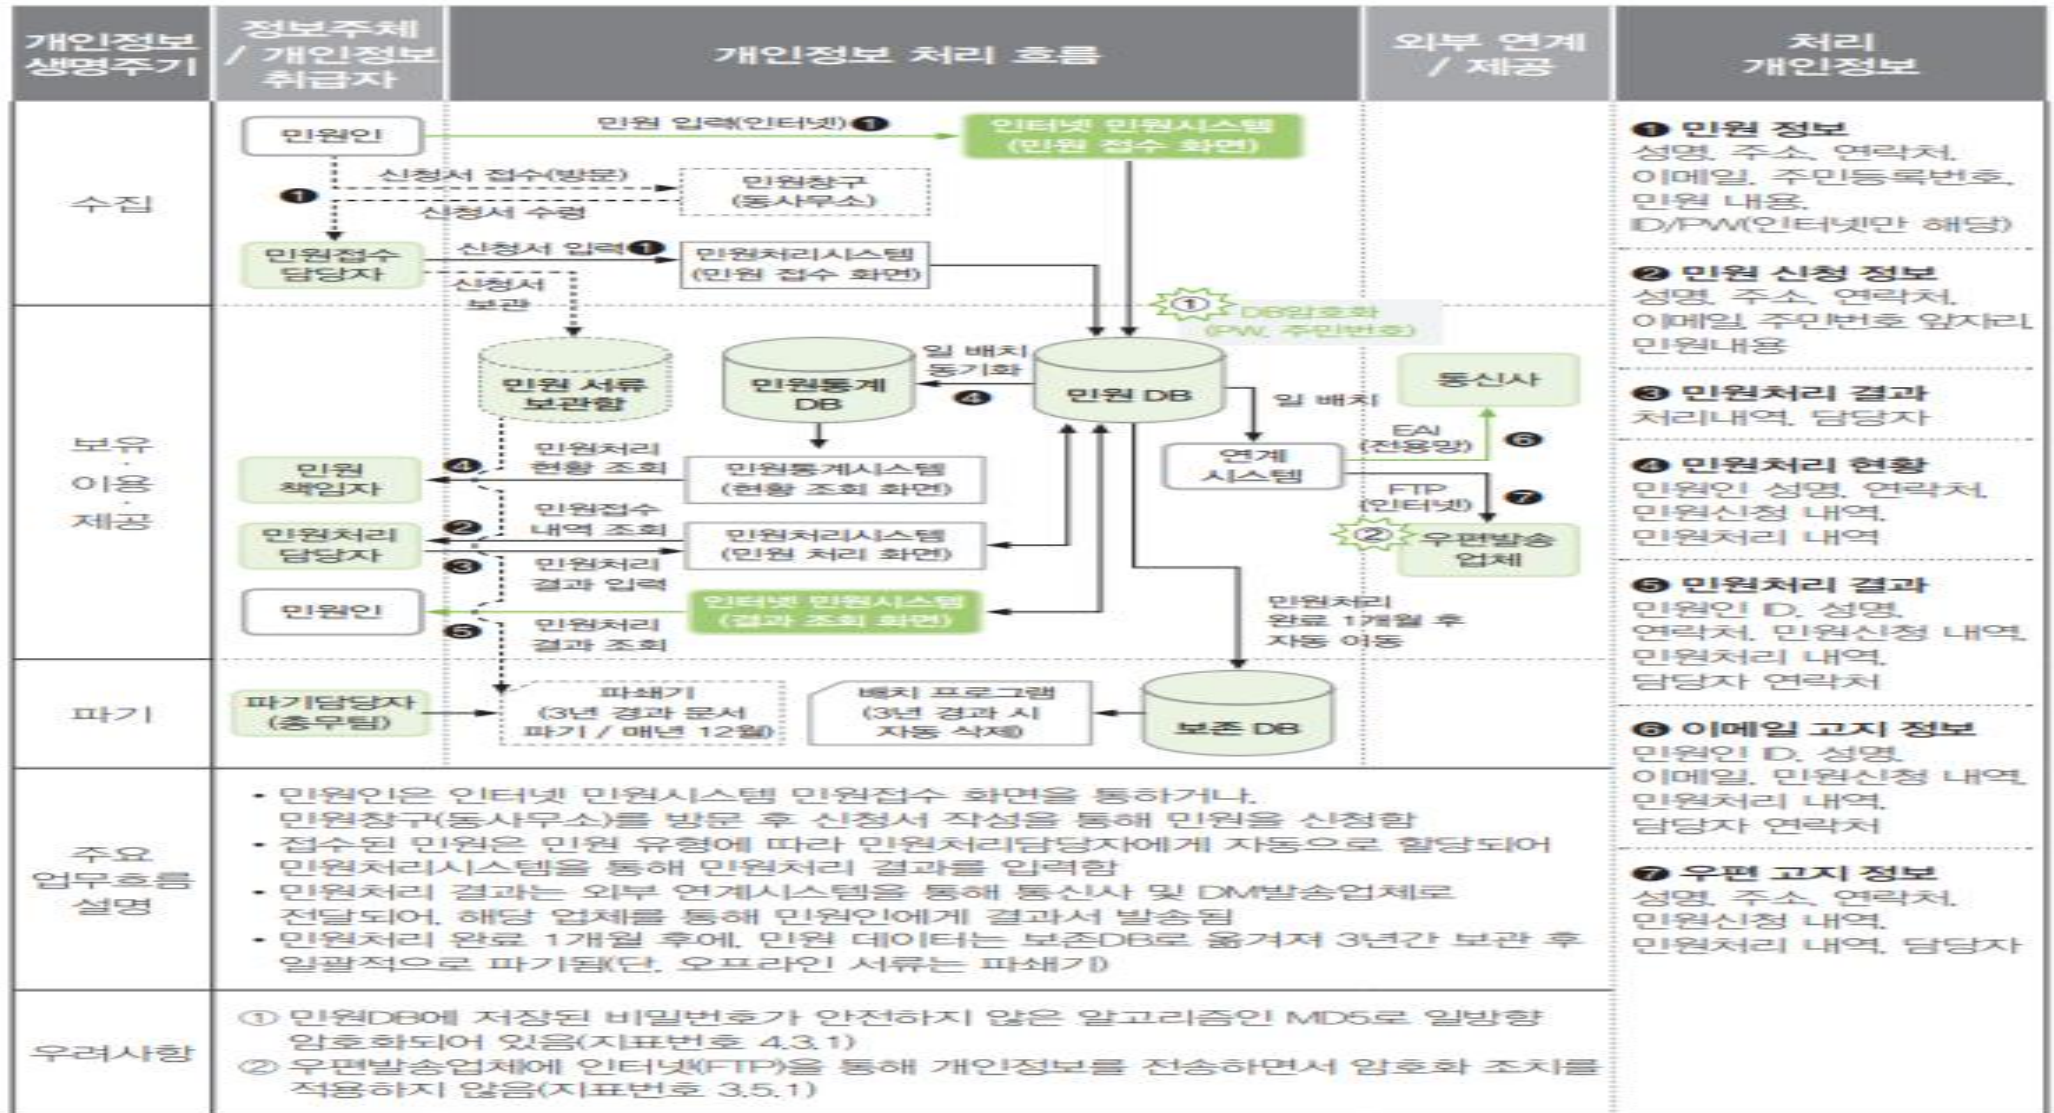 개인정보
생명주기
정보주체
/ 개인정보
취급자
개인정보 처리 흐름
외부 연계
/ 제공
처리
개인정보
수집
민원인
민원 입력(인터넷) ❶
인터넷 민원시스템
(민원 접수 화면)
신청서 접수(방문)
❶
신청서 수령
민원창구
(동사무소)
민원접수
담당자
신청서 입력 ❶
민원처리시스템
(민원 접수 화면)
신청서
보관
①
DB암호화
(PW, 주민번호)
보유
·
이용
·
제공
민원 서류
보관함
민원통계
DB
일 배치
동기화
❹
민원 DB
일 배치
통신사
EAI
(전용망)
❻
연계
시스템
FTP
(인터넷)
❼
②
우편발송
업체
민원
책임자
❹
민원처리
현황 조회
민원통계시스템
(현황 조회 화면)
민원처리
담당자
❷
민원접수
내역 조회
민원처리시스템
(민원 처리 화면)
❸
민원처리
결과 입력
민원인
❺
민원처리
결과 조회
인터넷 민원시스템
(결과 조회 화면)
민원처리
완료 1개월 후
자동 이동
파기
파기담당자
(총무팀)
파쇄기
(3년 경과 문서
파기 / 매년 12월)
배치 프로그램
(3년 경과 시
자동 삭제)
보존 DB
주요
업무흐름
설명
• 민원인은 인터넷 민원시스템 민원접수 화면을 통하거나,
민원창구(동사무소)를 방문 후 신청서 작성을 통해 민원을 신청함
• 접수된 민원은 민원 유형에 따라 민원처리담당자에게 자동으로 할당되어
민원처리시스템을 통해 민원처리 결과를 입력함
• 민원처리 결과는 외부 연계시스템을 통해 통신사 및 DM발송업체로
전달되어, 해당 업체를 통해 민원인에게 결과서 발송됨
• 민원처리 완료 1개월 후에, 민원 데이터는 보존DB로 옮겨져 3년간 보관 후
일괄적으로 파기됨(단, 오프라인 서류는 파쇄기)
우려사항
① 민원DB에 저장된 비밀번호가 안전하지 않은 알고리즘인 MD5로 일방향
암호화되어 있음(지표번호 4.3.1)
② 우편발송업체에 인터넷(FTP)을 통해 개인정보를 전송하면서 암호화 조치를
적용하지 않음(지표번호 3.5.1)
❶ 민원 정보
성명, 주소, 연락처,
이메일, 주민등록번호,
민원 내용,
ID/PW(인터넷만 해당)
❷ 민원 신청 정보
성명, 주소, 연락처,
이메일, 주민번호 앞자리,
민원내용
❸ 민원처리 결과
처리내역, 담당자
❹ 민원처리 현황
민원인 성명, 연락처,
민원신청 내역,
민원처리 내역
❺ 민원처리 결과
민원인 ID, 성명,
연락처, 민원신청 내역,
민원처리 내역,
담당자 연락처
❻ 이메일 고지 정보
민원인 ID, 성명,
이메일, 민원신청 내역,
민원처리 내역,
담당자 연락처
❼ 우편 고지 정보
성명, 주소, 연락처,
민원신청 내역,
민원처리 내역, 담당자